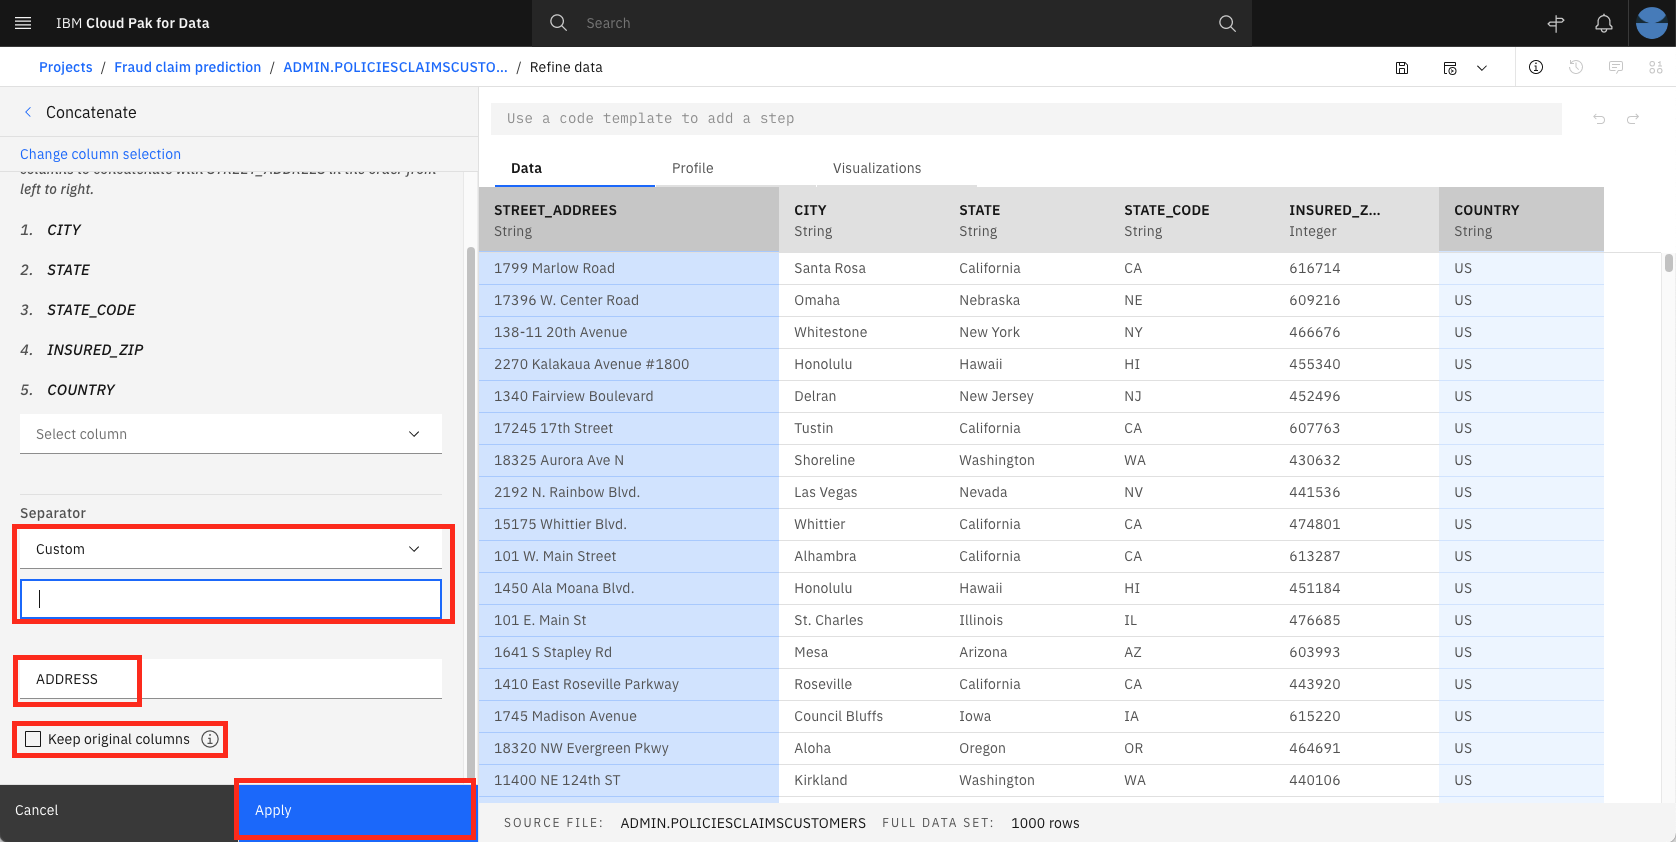 IBM Cloud Pak for Data
Search
Projects / Fraud claim prediction / ADMIN.POLICIESCLAIMSCUSTO... / Refine data
Concatenate
Change column selection
columns to concatenate with STREET_ADDREES in the order from
left to right.
1. CITY
2. STATE
3. STATE_CODE
4. INSURED_ZIP
5. COUNTRY
Select column
Separator
Custom
ADDRESS
Keep original columns
Cancel
Apply
Use a code template to add a step
Data Profile Visualizations
STREET_ADDREES CITY STATE STATE_CODE INSURED_Z... COUNTRY
String String String String Integer String
1799 Marlow Road Santa Rosa California CA 616714 US
17396 W. Center Road Omaha Nebraska NE 609216 US
138-11 20th Avenue Whitestone New York NY 466676 US
2270 Kalakaua Avenue #1800 Honolulu Hawaii HI 455340 US
1340 Fairview Boulevard Delran New Jersey NJ 452496 US
17245 17th Street Tustin California CA 607763 US
18325 Aurora Ave N Shoreline Washington WA 430632 US
2192 N. Rainbow Blvd. Las Vegas Nevada NV 441536 US
15175 Whittier Blvd. Whittier California CA 474801 US
101 W. Main Street Alhambra California CA 613287 US
1450 Ala Moana Blvd. Honolulu Hawaii HI 451184 US
101 E. Main St St. Charles Illinois IL 476685 US
1641 S Stapley Rd Mesa Arizona AZ 603993 US
1410 East Roseville Parkway Roseville California CA 443920 US
1745 Madison Avenue Council Bluffs Iowa IA 615220 US
18320 NW Evergreen Pkwy Aloha Oregon OR 464691 US
11400 NE 124th ST Kirkland Washington WA 440106 US
SOURCE FILE: ADMIN.POLICIESCLAIMSCUSTOMERS FULL DATA SET: 1000 rows